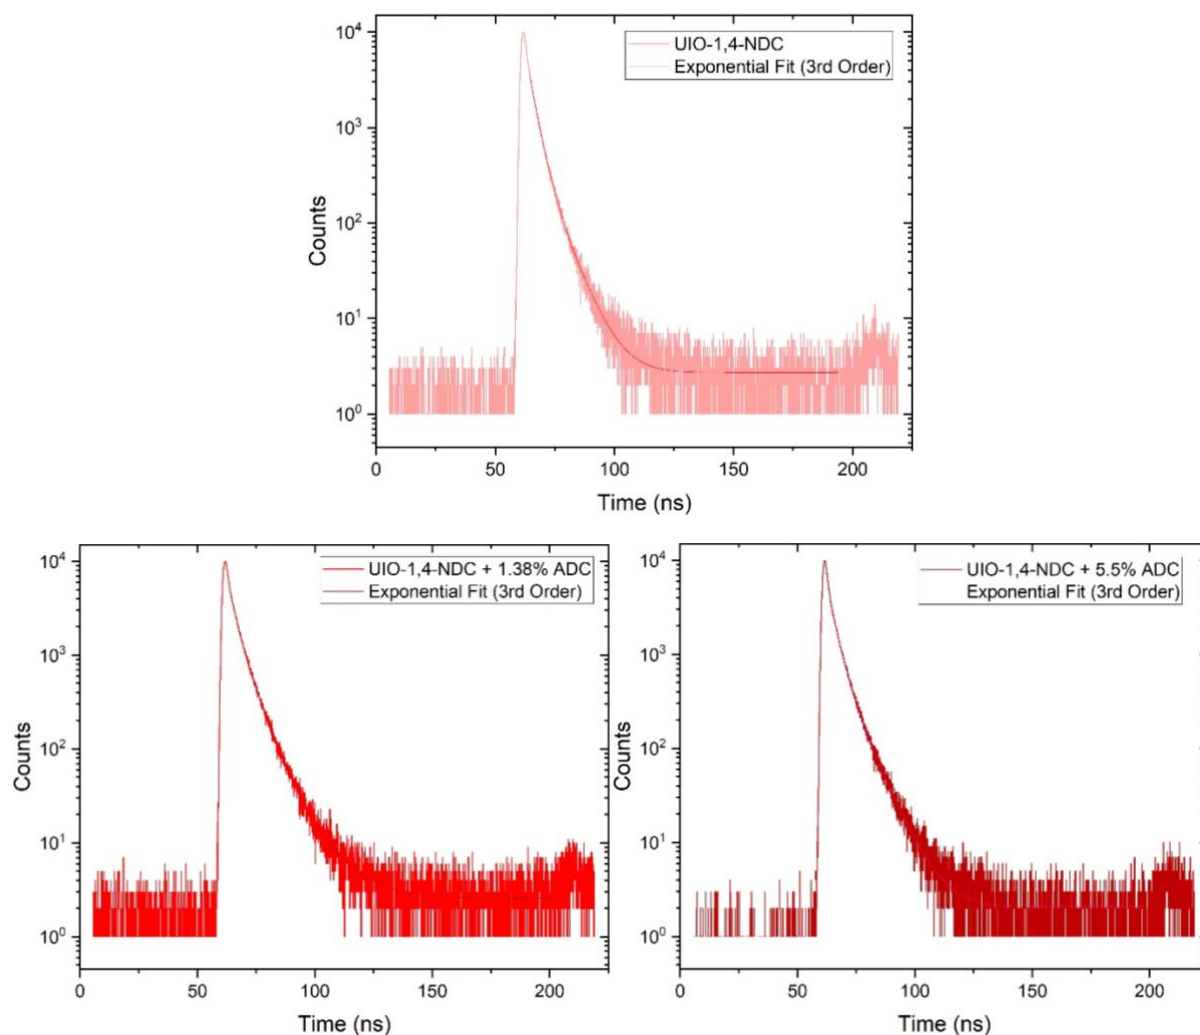 UIO-1,4-NDC
Exponential Fit (3rd Order)
10⁴
10³
10²
10¹
10⁰
Counts
0 50 100 150 200
Time (ns)
UIO-1,4-NDC + 1.38% ADC
Exponential Fit (3rd Order)
10⁴
10³
10²
10¹
10⁰
Counts
0 50 100 150 200
Time (ns)
UIO-1,4-NDC + 5.5% ADC
Exponential Fit (3rd Order)
10⁴
10³
10²
10¹
10⁰
Counts
0 50 100 150 200
Time (ns)